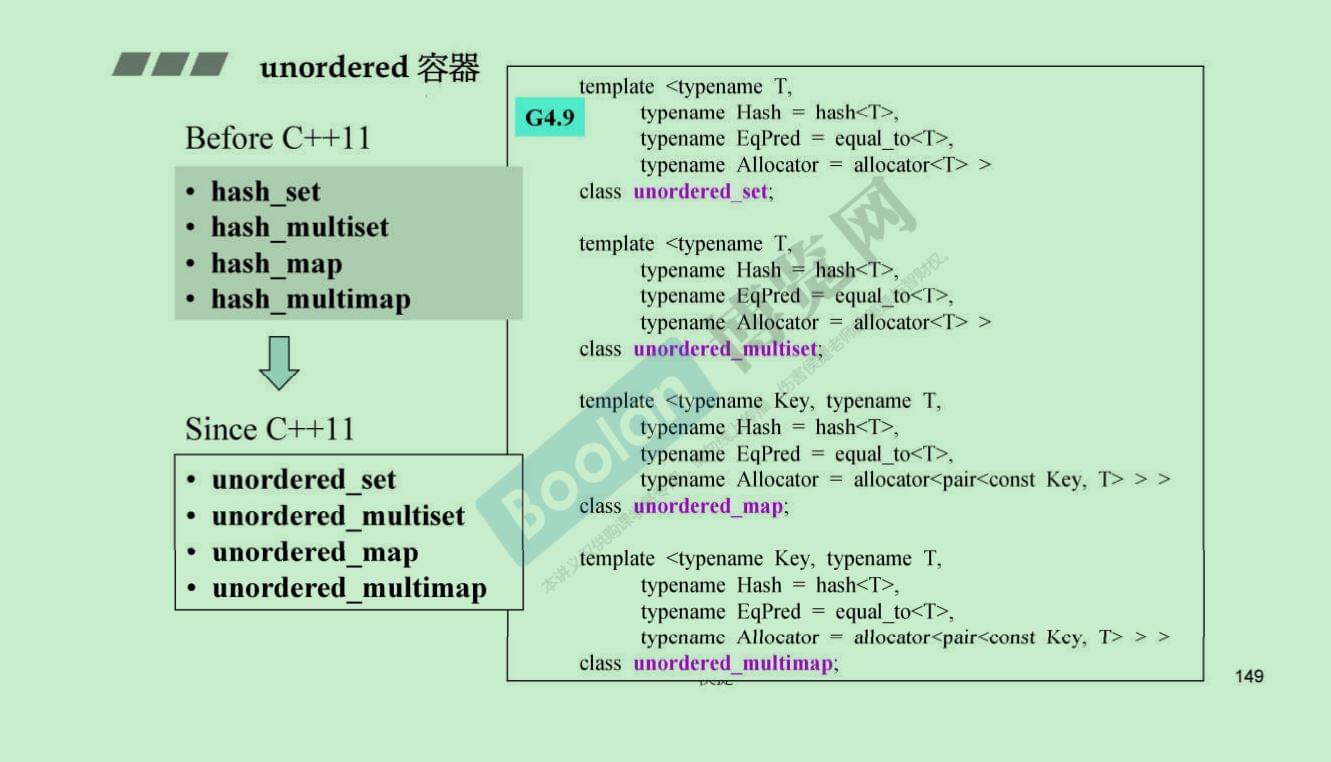 unordered 容器
Before C++11
• hash_set
• hash_multiset
• hash_map
• hash_multimap
Since C++11
• unordered_set
• unordered_multiset
• unordered_map
• unordered_multimap
G4.9
template <typename T,
typename Hash = hash<T>,
typename EqPred = equal_to<T>,
typename Allocator = allocator<T> >
class unordered_set;
template <typename T,
typename Hash = hash<T>,
typename EqPred = equal_to<T>,
typename Allocator = allocator<T> >
class unordered_multiset;
template <typename Key, typename T,
typename Hash = hash<T>,
typename EqPred = equal_to<T>,
typename Allocator = allocator<pair<const Key, T> > >
class unordered_map;
template <typename Key, typename T,
typename Hash = hash<T>,
typename EqPred = equal_to<T>,
typename Allocator = allocator<pair<const Key, T> > >
class unordered_multimap;
Boolan 博览网
149